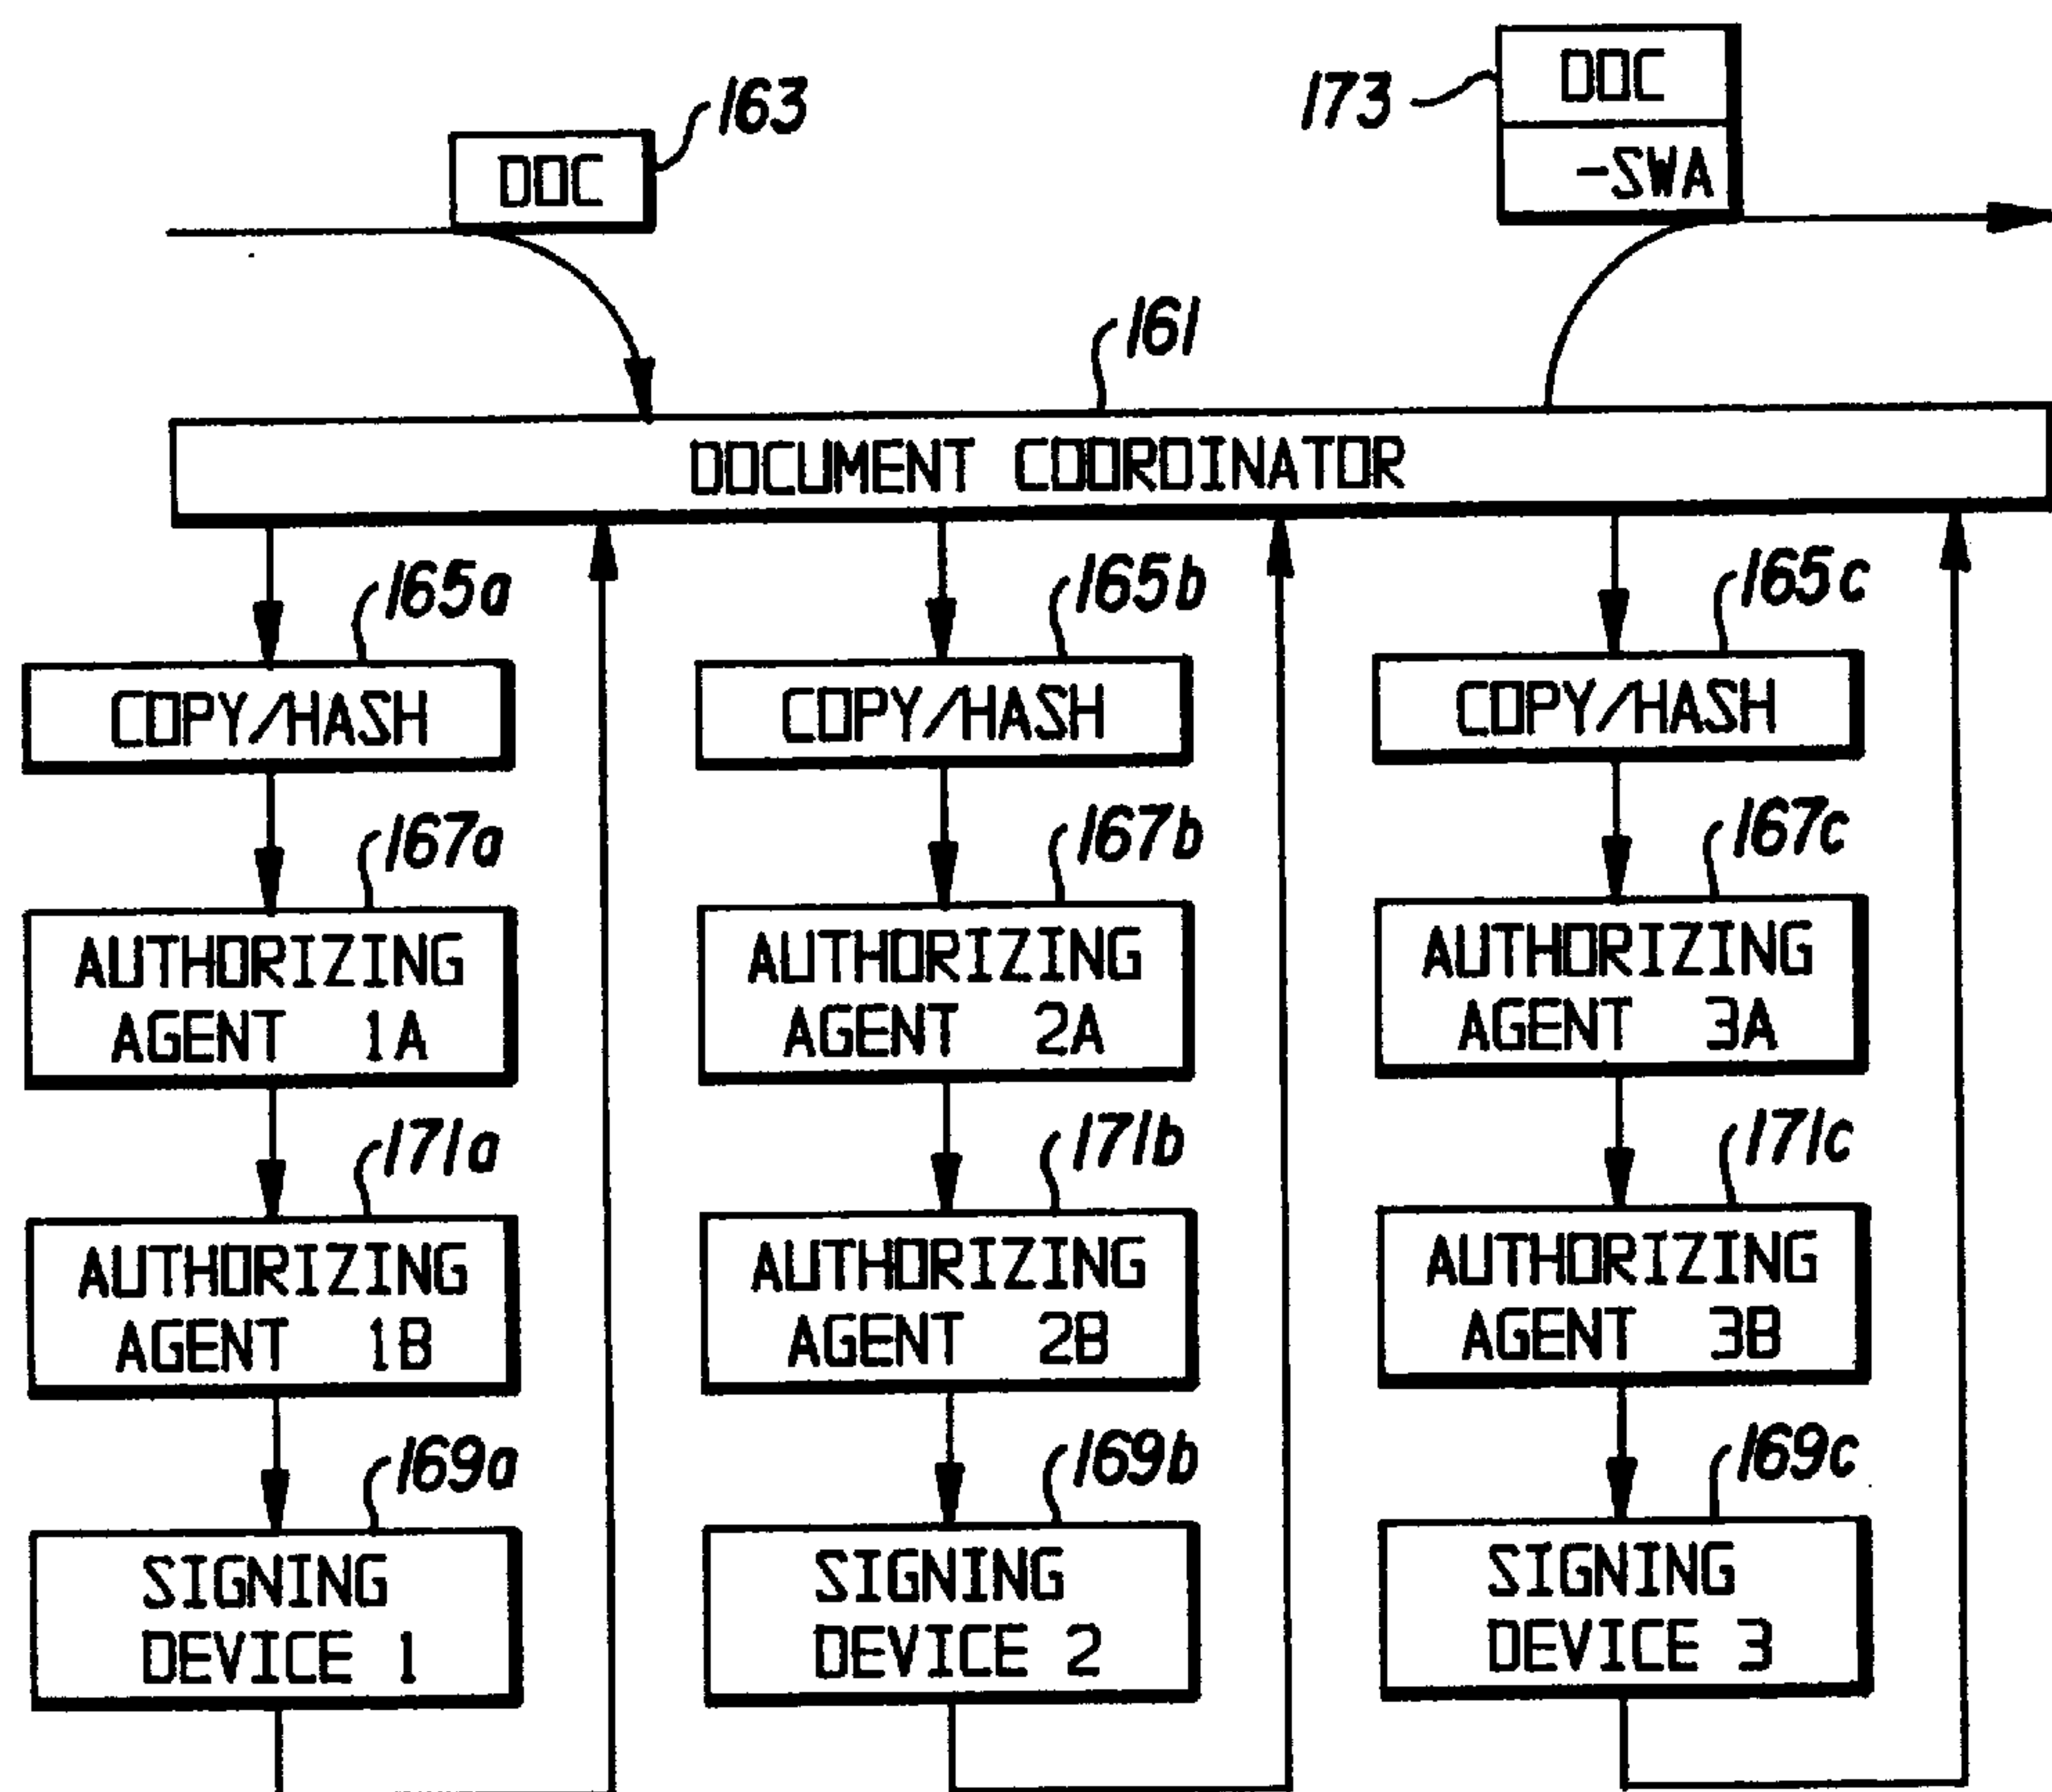 163
DOC
173
DOC
-SWA
161
DOCUMENT COORDINATOR
165a
165b
165c
COPY/HASH
COPY/HASH
COPY/HASH
167a
167b
167c
AUTHORIZING
AGENT 1A
AUTHORIZING
AGENT 2A
AUTHORIZING
AGENT 3A
171a
171b
171c
AUTHORIZING
AGENT 1B
AUTHORIZING
AGENT 2B
AUTHORIZING
AGENT 3B
169a
169b
169c
SIGNING
DEVICE 1
SIGNING
DEVICE 2
SIGNING
DEVICE 3